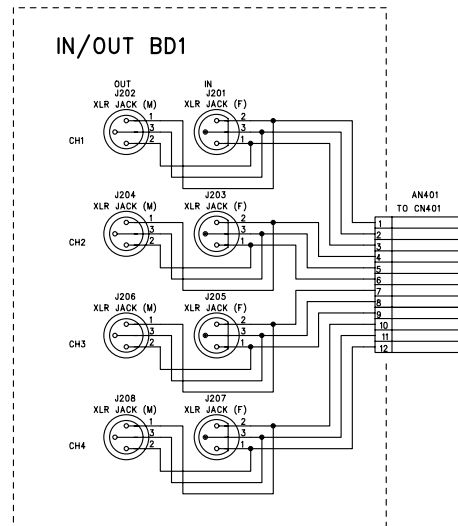 IN/OUT BD1
OUT
J202
XLR JACK (M)
IN
J201
XLR JACK (F)
1
3
2
2
3
1
CH1
J204
XLR JACK (M)
J203
XLR JACK (F)
1
3
2
2
3
1
CH2
J206
XLR JACK (M)
J205
XLR JACK (F)
1
3
2
2
3
1
CH3
J208
XLR JACK (M)
J207
XLR JACK (F)
1
3
2
2
3
1
CH4
AN401
TO CN401
1
2
3
4
5
6
7
8
9
10
11
12